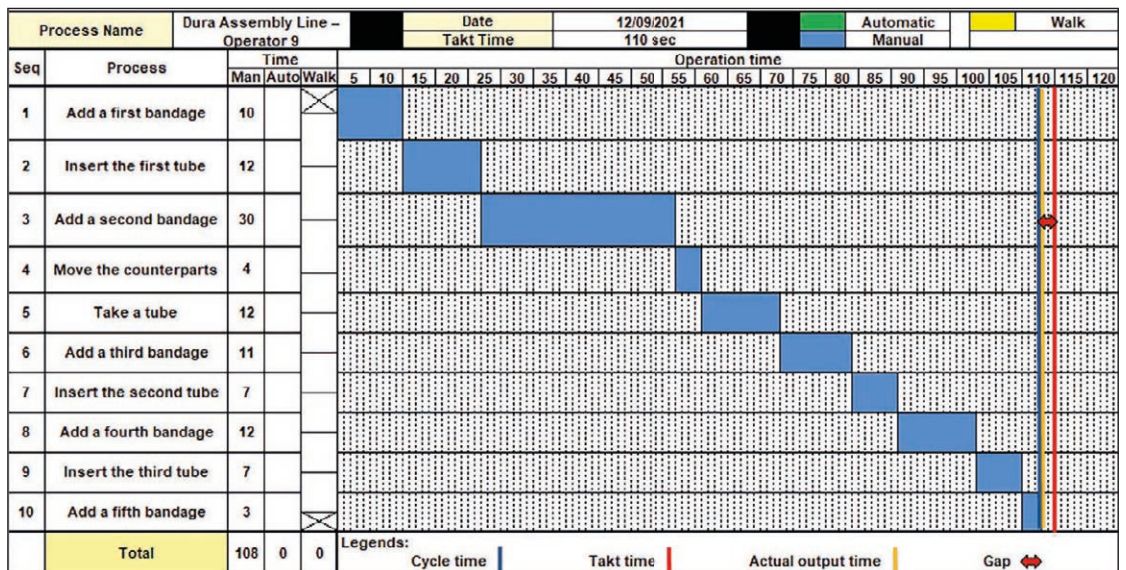 Process Name Dura Assembly Line – Operator 9 Date 12/09/2021 Automatic Walk
Takt Time 110 sec Manual
Seq Process Time Operation time
Man Auto Walk 5 10 15 20 25 30 35 40 45 50 55 60 65 70 75 80 85 90 95 100 105 110 115 120
1 Add a first bandage 10
2 Insert the first tube 12
3 Add a second bandage 30
4 Move the counterparts 4
5 Take a tube 12
6 Add a third bandage 11
7 Insert the second tube 7
8 Add a fourth bandage 12
9 Insert the third tube 7
10 Add a fifth bandage 3
Total 108 0 0
Legends:
Cycle time Takt time Actual output time Gap